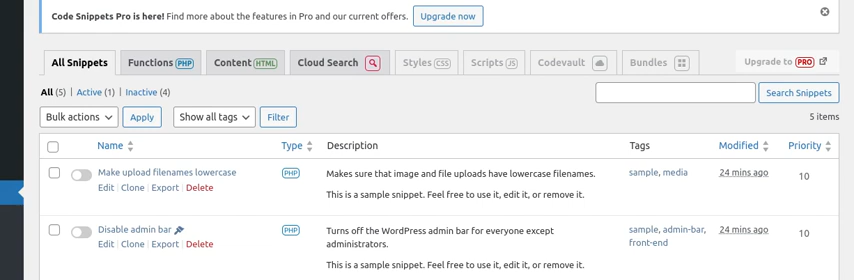 Code Snippets Pro is here! Find more about the features in Pro and our current offers. Upgrade now
All Snippets Functions PHP Content HTML Cloud Search Styles CSS Scripts JS Codevault Bundles Upgrade to PRO
All (5) | Active (1) | Inactive (4)
Search Snippets
Bulk actions Apply Show all tags Filter 5 items
Name Type Description Tags Modified Priority
Make upload filenames lowercase PHP Makes sure that image and file uploads have lowercase filenames. sample, media 24 mins ago 10
Edit | Clone | Export | Delete This is a sample snippet. Feel free to use it, edit it, or remove it.
Disable admin bar PHP Turns off the WordPress admin bar for everyone except sample, admin-bar, 24 mins ago 10
Edit | Clone | Export | Delete administrators. front-end
This is a sample snippet. Feel free to use it, edit it, or remove it.